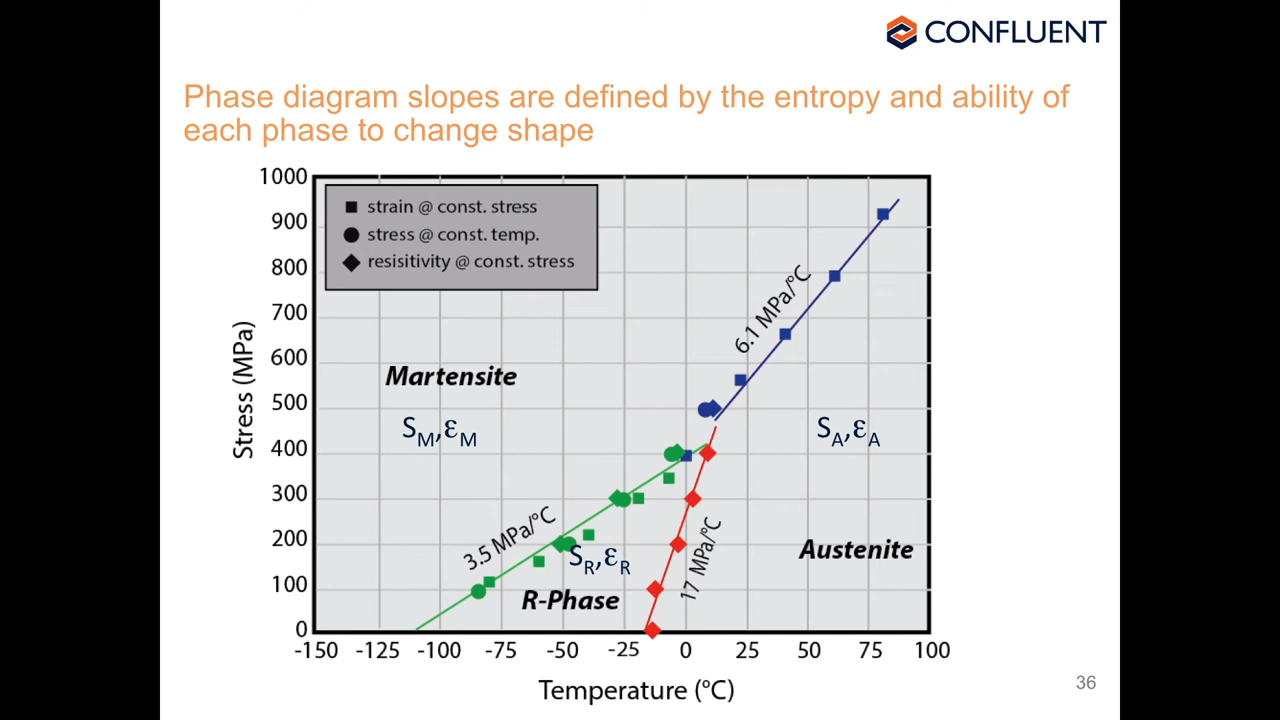 CONFLUENT
Phase diagram slopes are defined by the entropy and ability of
each phase to change shape
1000
900
800
700
600
500
400
300
200
100
0
Stress (MPa)
strain @ const. stress
stress @ const. temp.
resisitivity @ const. stress
6.1 MPa/°C
Martensite
SM,εM
SA,εA
3.5 MPa/°C
SR,εR
17 MPa/°C
Austenite
R-Phase
-150 -125 -100 -75 -50 -25 0 25 50 75 100
Temperature (°C)
36